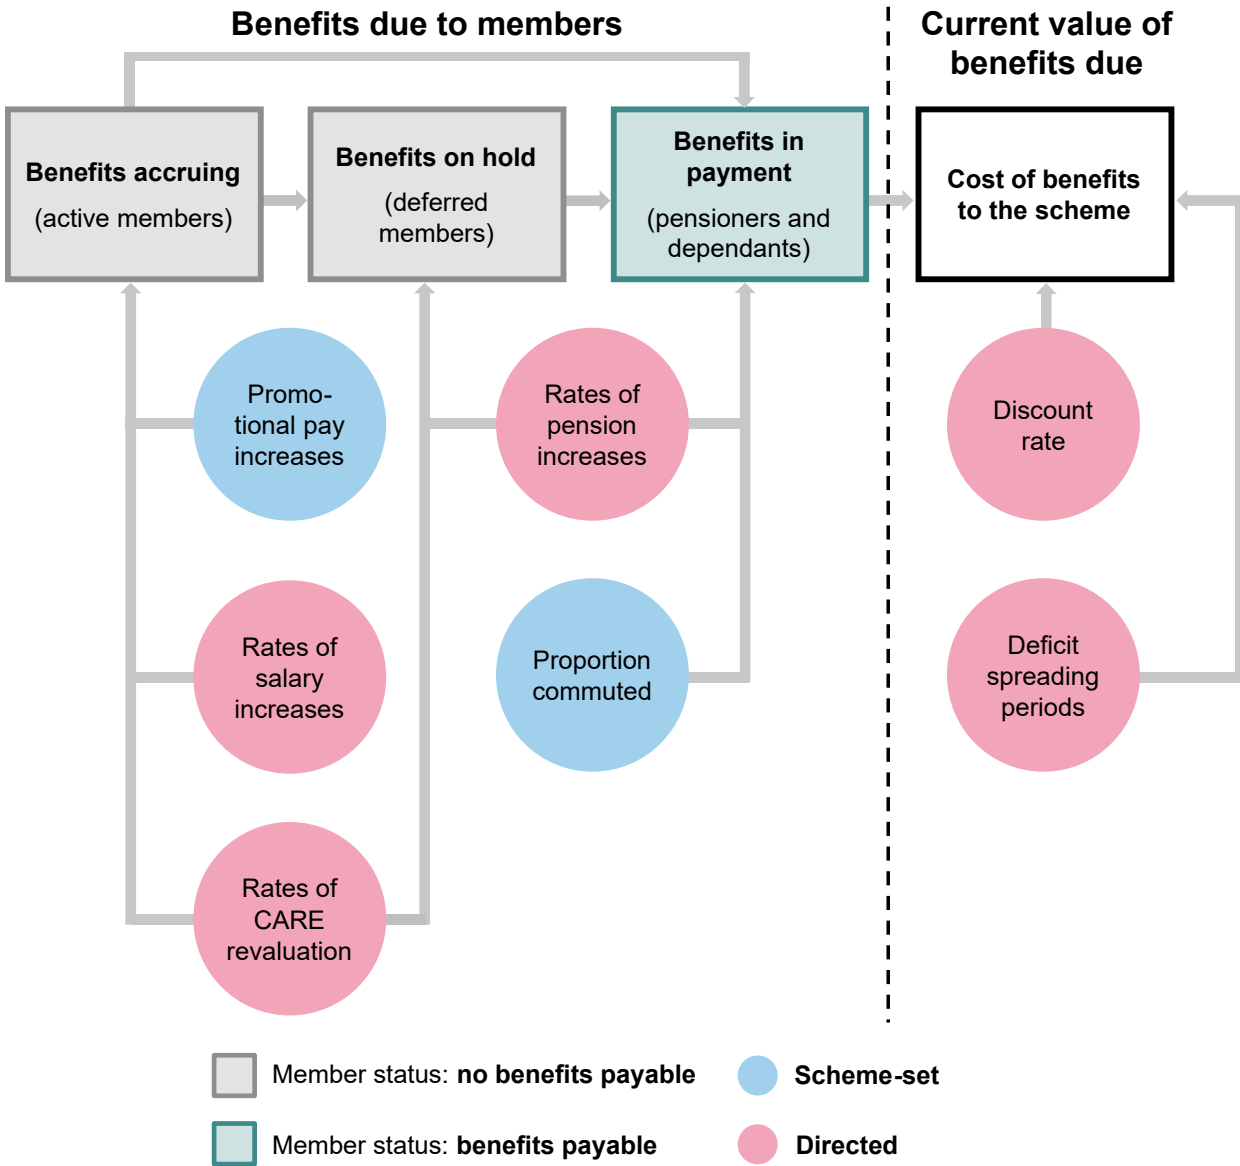 Benefits due to members
Current value of
benefits due
Benefits accruing
(active members)
Benefits on hold
(deferred
members)
Benefits in
payment
(pensioners and
dependants)
Cost of benefits
to the scheme
Promo-
tional pay
increases
Rates of
pension
increases
Discount
rate
Rates of
salary
increases
Proportion
commuted
Deficit
spreading
periods
Rates of
CARE
revaluation
Member status: no benefits payable
Scheme-set
Member status: benefits payable
Directed